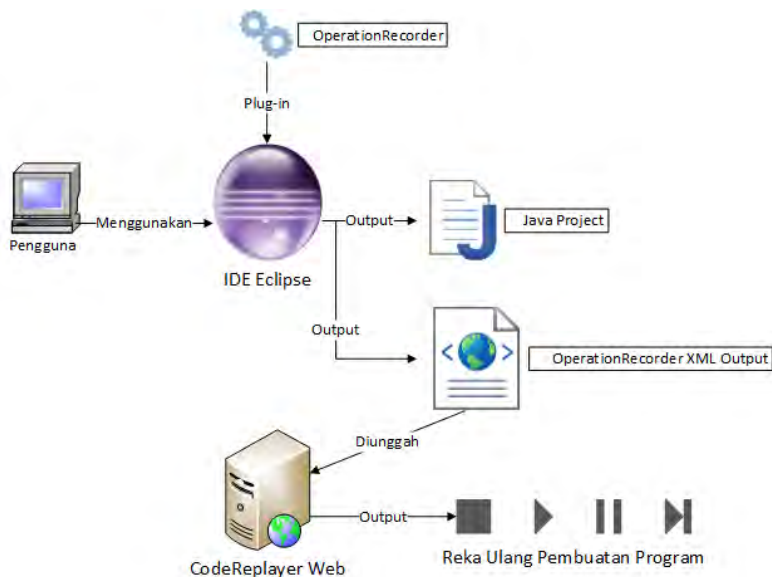 OperationRecorder
Plug-in
Menggunakan
Pengguna
IDE Eclipse
Output
Java Project
Output
OperationRecorder XML Output
Diunggah
CodeReplayer Web
Output
Reka Ulang Pembuatan Program